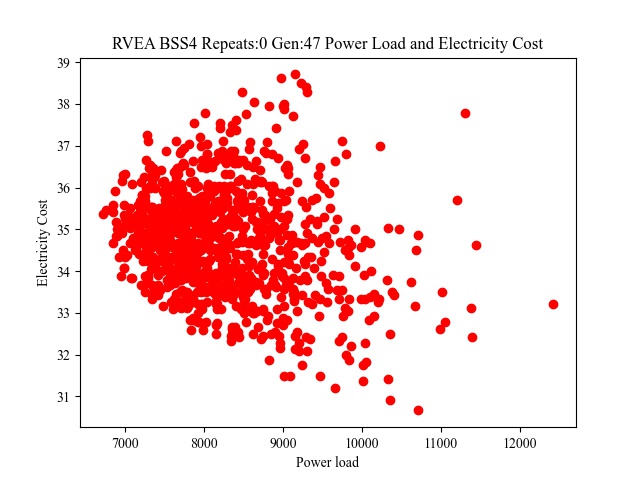 RVEA BSS4 Repeats:0 Gen:47 Power Load and Electricity Cost
39
38
37
36
35
34
33
32
31
Electricity Cost
7000 8000 9000 10000 11000 12000
Power load